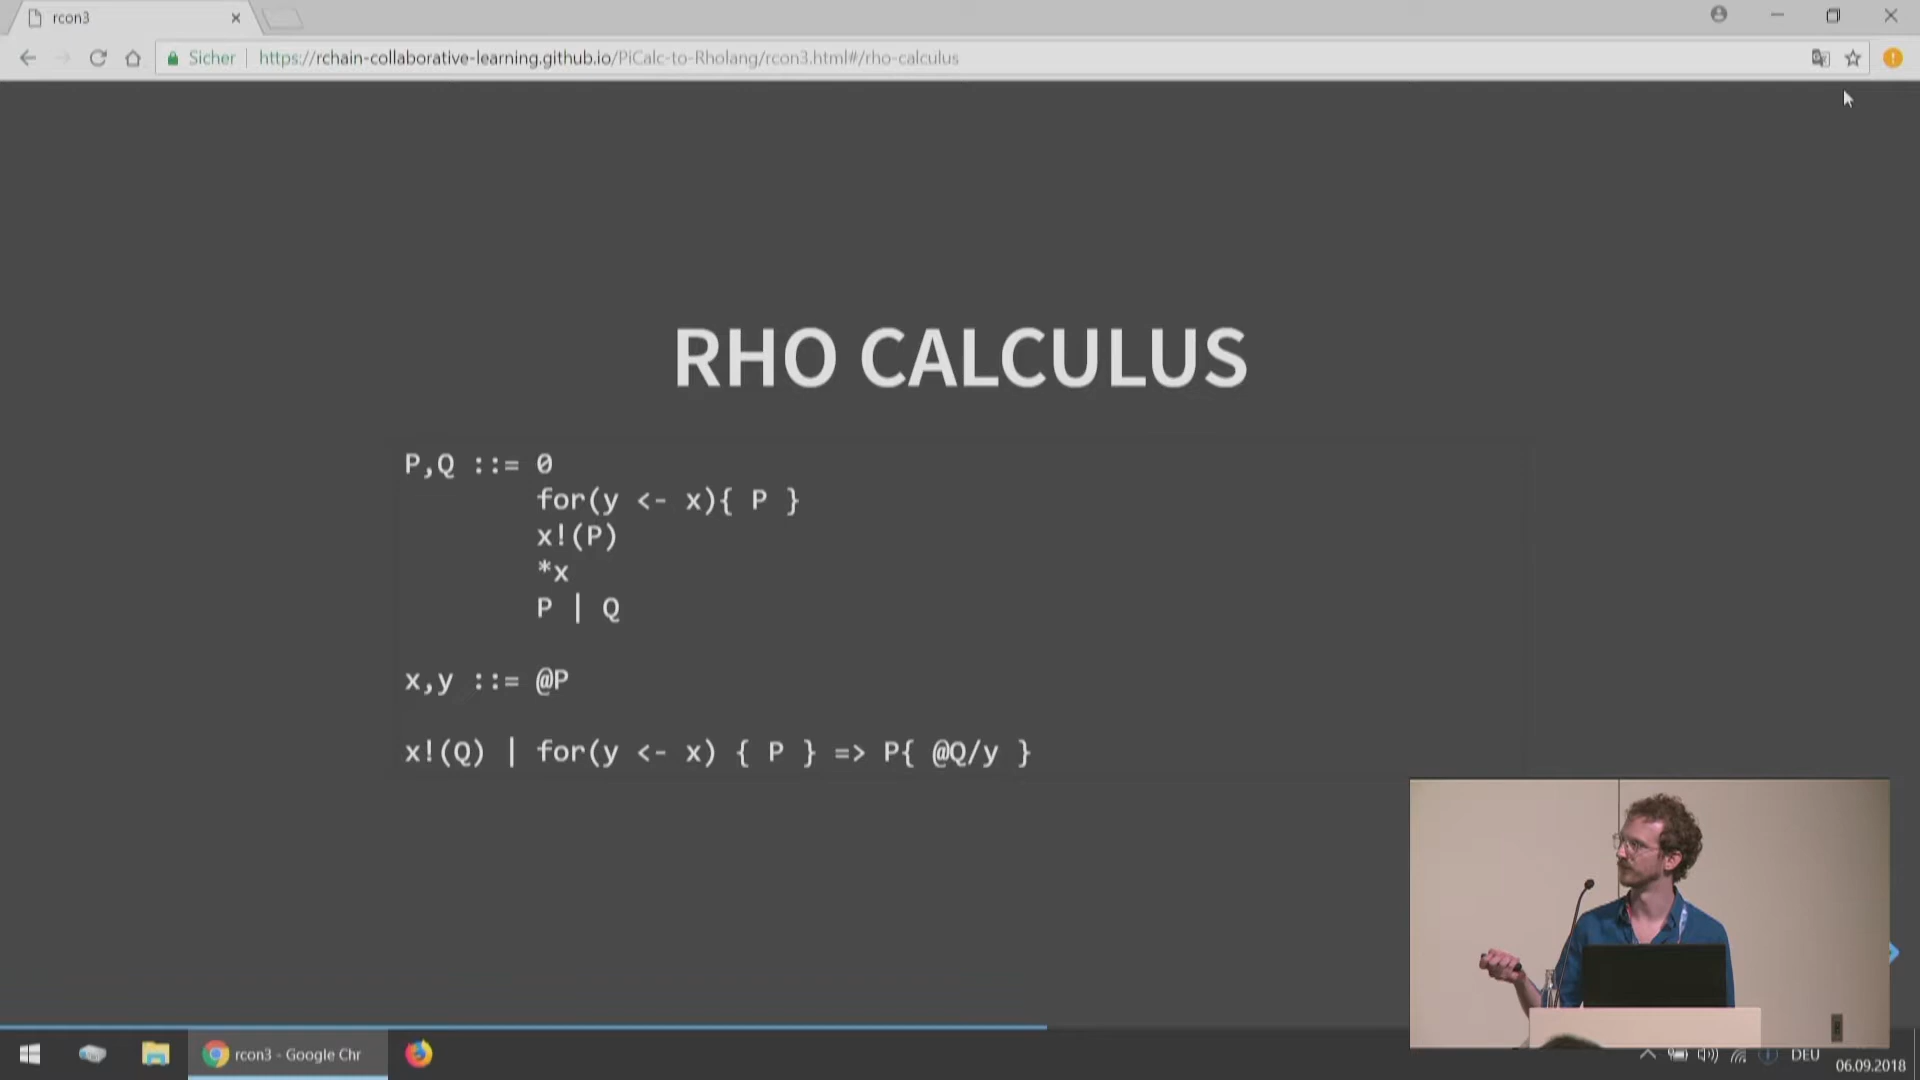 rcon3
Sicher https://rchain-collaborative-learning.github.io/PiCalc-to-Rholang/rcon3.html#/rho-calculus
RHO CALCULUS
P,Q ::= 0
for(y <- x){ P }
x!(P)
*x
P | Q
x,y ::= @P
x!(Q) | for(y <- x) { P } => P{ @Q/y }
rcon3 - Google Chr
DEU
06.09.2018